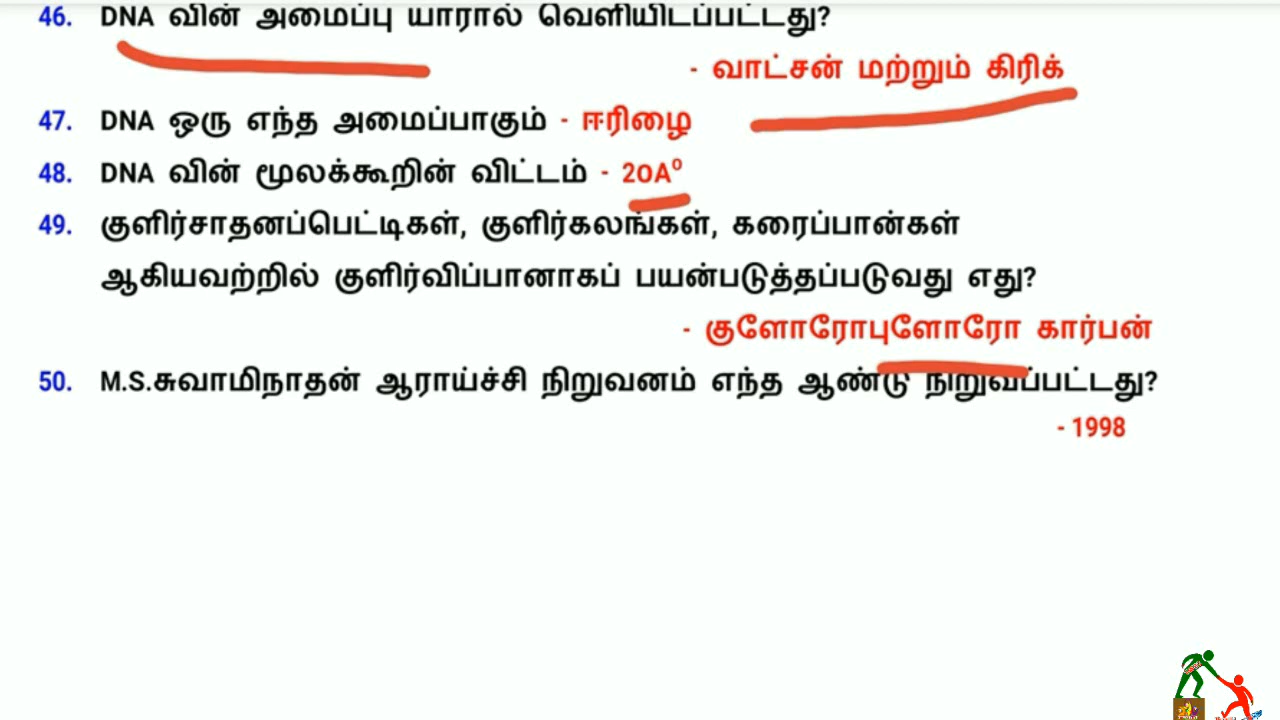 46. DNA வின் அமைப்பு யாரால் வெளியிடப்பட்டது?
- வாட்சன் மற்றும் கிரிக்
47. DNA ஒரு எந்த அமைப்பாகும் - ஈரிழை
48. DNA வின் மூலக்கூறின் விட்டம் - 20A⁰
49. குளிர்சாதனப்பெட்டிகள், குளிர்கலங்கள், கரைப்பான்கள்
ஆகியவற்றில் குளிர்விப்பானாகப் பயன்படுத்தப்படுவது எது?
- குளோரோபுளோரோ கார்பன்
50. M.S.சுவாமிநாதன் ஆராய்ச்சி நிறுவனம் எந்த ஆண்டு நிறுவப்பட்டது?
- 1998